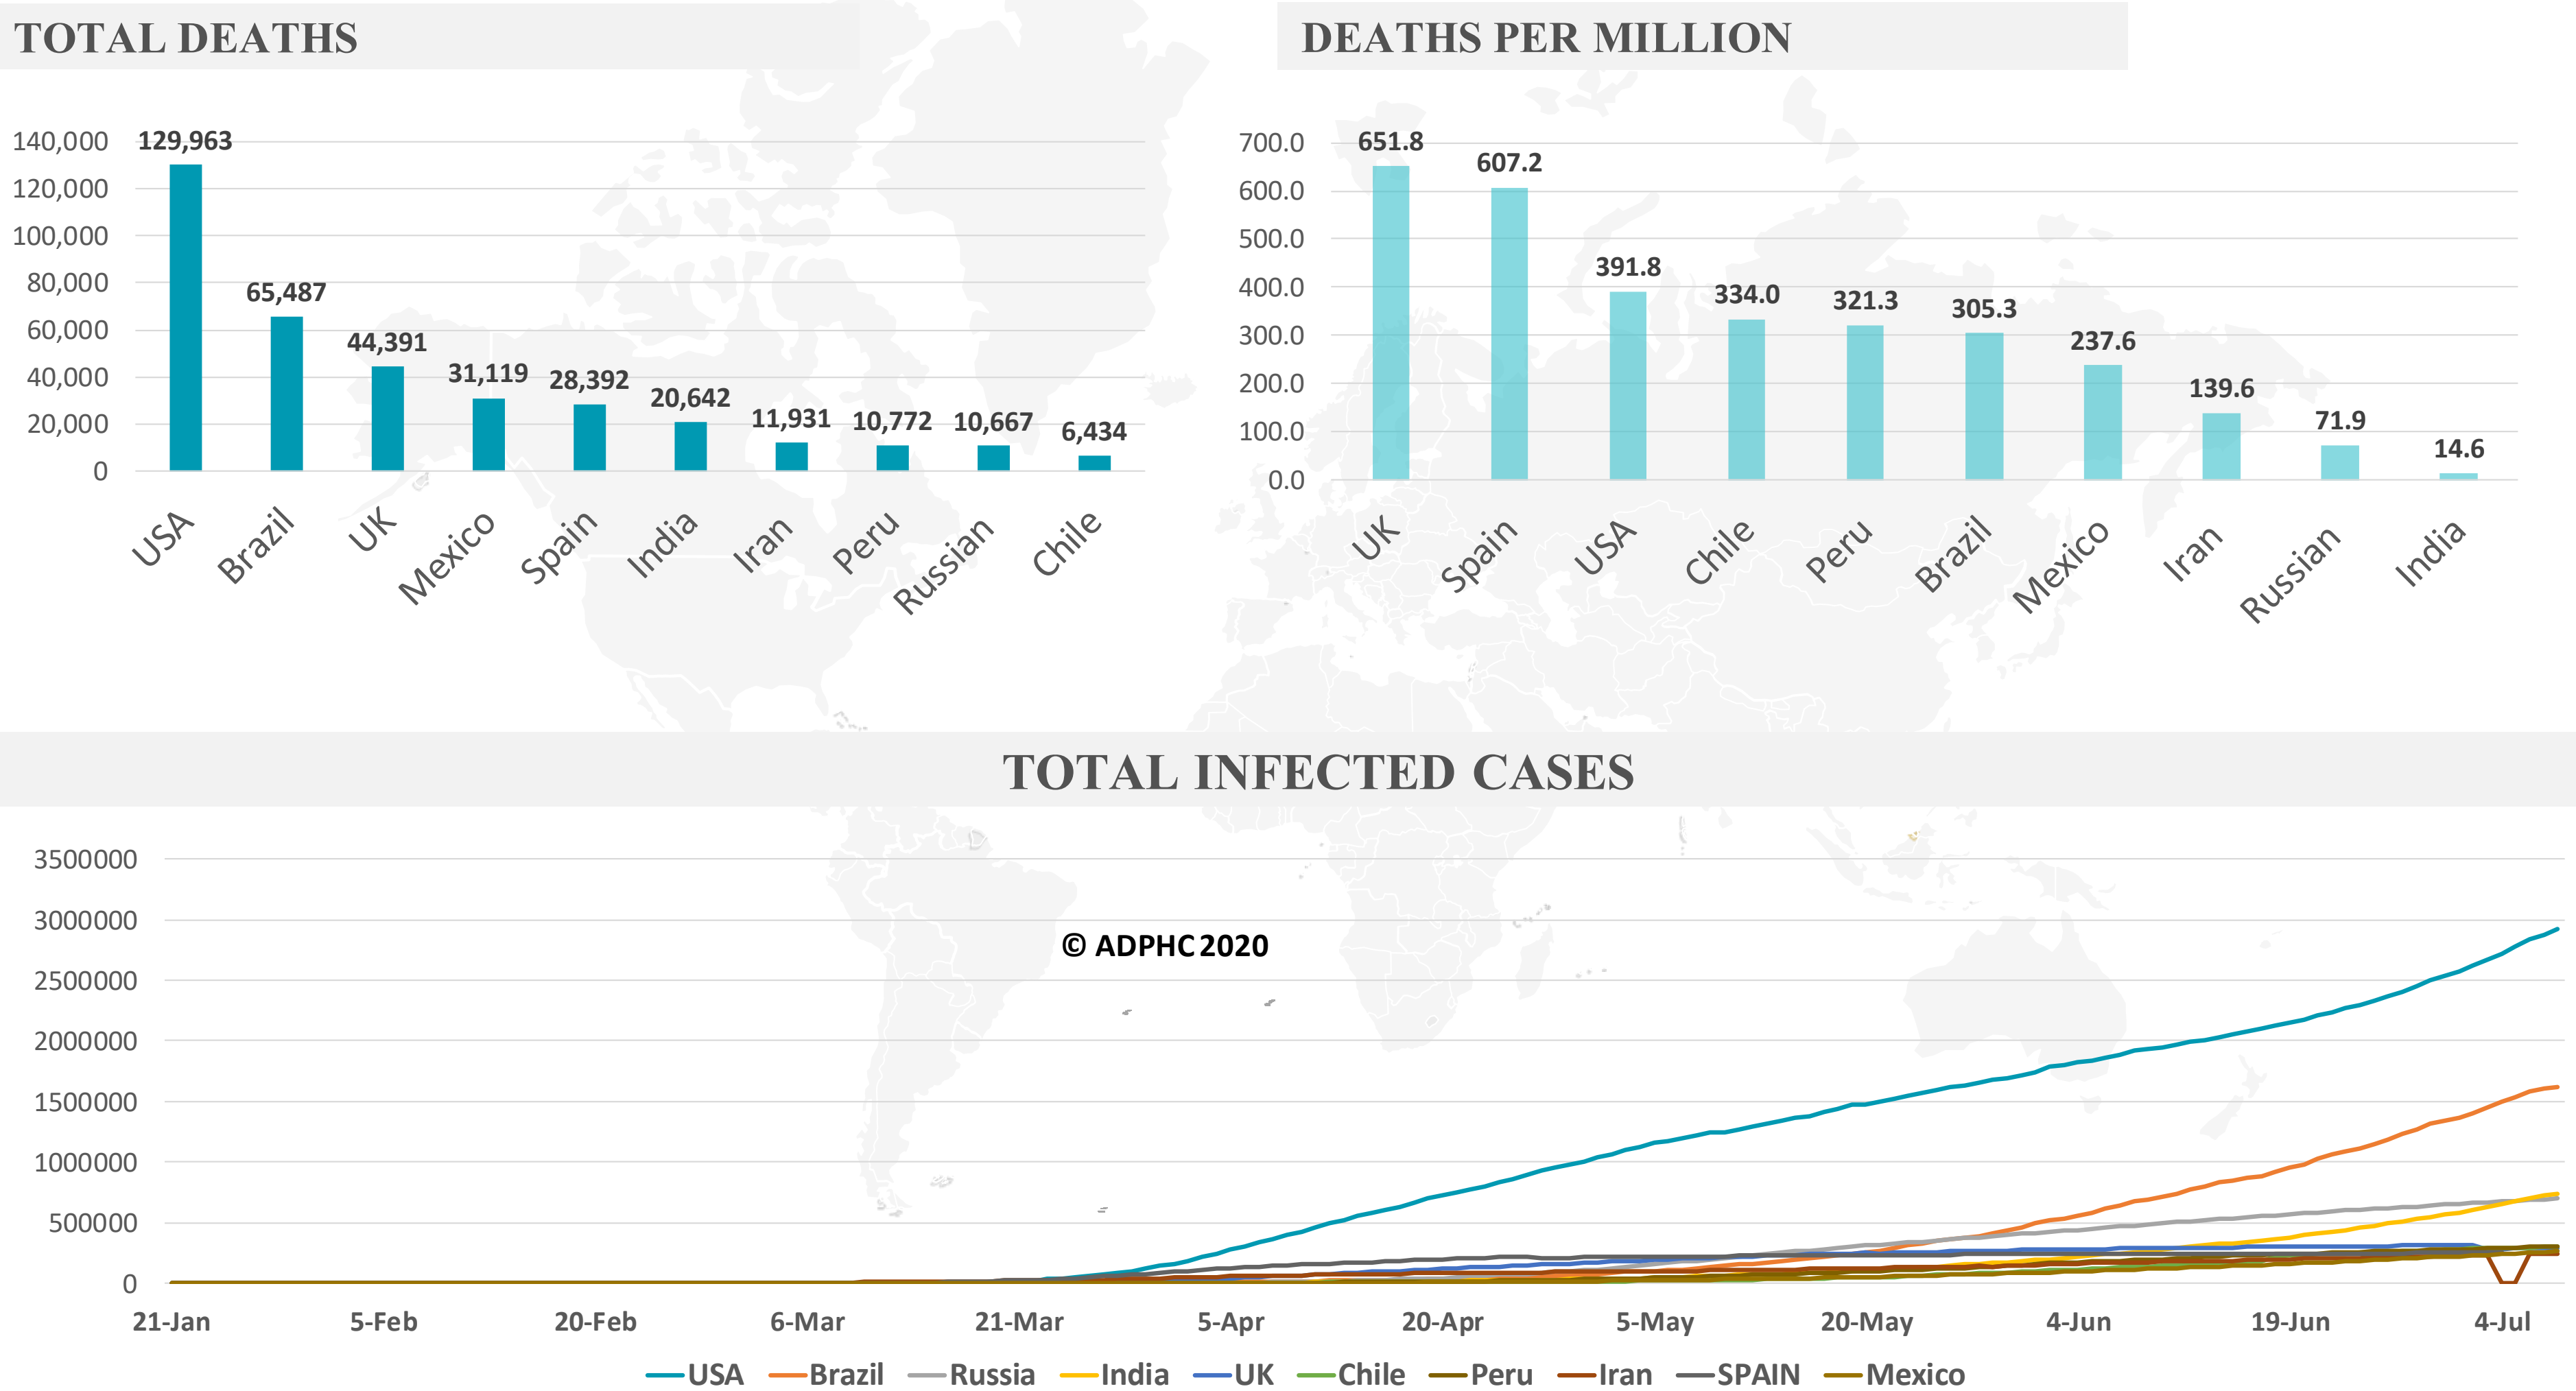 TOTAL DEATHS
140,000
120,000
100,000
80,000
60,000
40,000
20,000
0
129,963
65,487
44,391
31,119
28,392
20,642
11,931
10,772
10,667
6,434
USA
Brazil
UK
Mexico
Spain
India
Iran
Peru
Russian
Chile
DEATHS PER MILLION
700.0
600.0
500.0
400.0
300.0
200.0
100.0
0.0
651.8
607.2
391.8
334.0
321.3
305.3
237.6
139.6
71.9
14.6
UK
Spain
USA
Chile
Peru
Brazil
Mexico
Iran
Russian
India
TOTAL INFECTED CASES
3500000
3000000
2500000
2000000
1500000
1000000
500000
0
© ADPHC 2020
21-Jan 5-Feb 20-Feb 6-Mar 21-Mar 5-Apr 20-Apr 5-May 20-May 4-Jun 19-Jun 4-Jul
USA Brazil Russia India UK Chile Peru Iran SPAIN Mexico